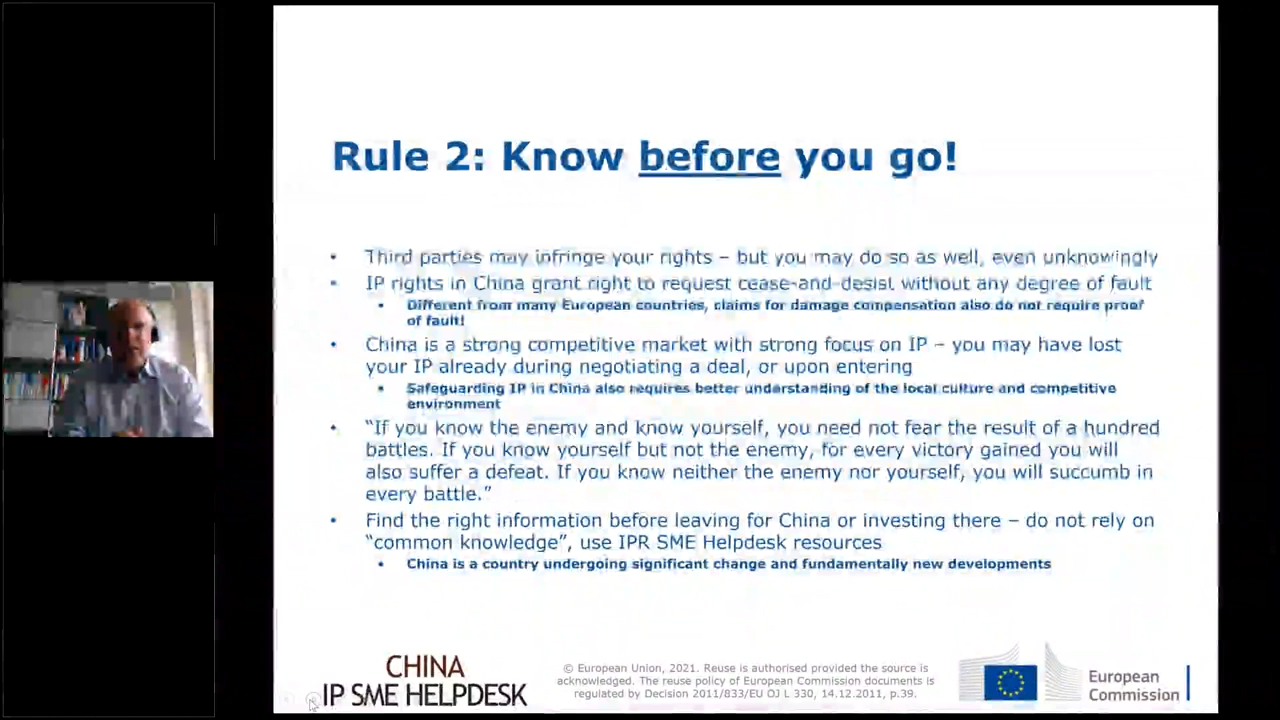 Rule 2: Know before you go!
• Third parties may infringe your rights – but you may do so as well, even unknowingly
• IP rights in China grant right to request cease-and-desist without any degree of fault
• Different from many European countries, claims for damage compensation also do not require proof
of fault!
• China is a strong competitive market with strong focus on IP – you may have lost
your IP already during negotiating a deal, or upon entering
• Safeguarding IP in China also requires better understanding of the local culture and competitive
environment
• “If you know the enemy and know yourself, you need not fear the result of a hundred
battles. If you know yourself but not the enemy, for every victory gained you will
also suffer a defeat. If you know neither the enemy nor yourself, you will succumb in
every battle.”
• Find the right information before leaving for China or investing there – do not rely on
“common knowledge”, use IPR SME Helpdesk resources
• China is a country undergoing significant change and fundamentally new developments
CHINA
IP SME HELPDESK
© European Union, 2021. Reuse is authorised provided the source is
acknowledged. The reuse policy of European Commission documents is
regulated by Decision 2011/833/EU OJ L 330, 14.12.2011, p.39.
European
Commission